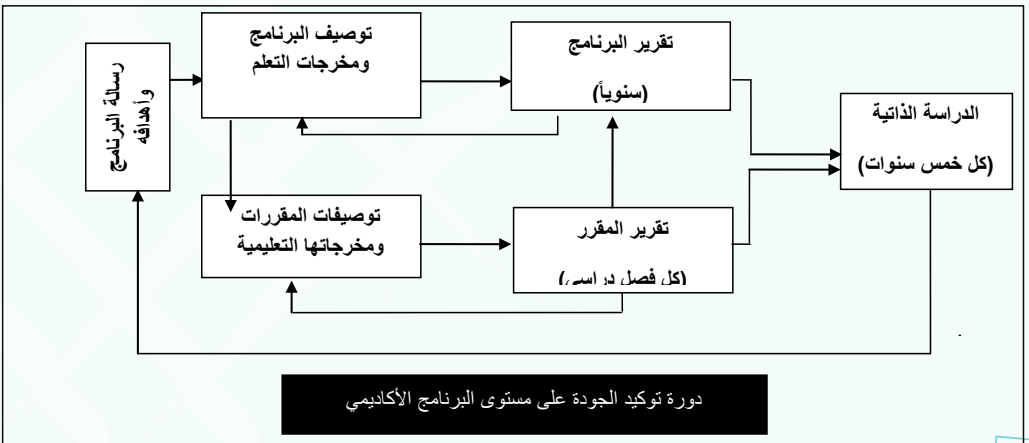 رسالة البرنامج
وأهدافه
توصيف البرنامج
ومخرجات التعلم
تقرير البرنامج
(سنوياً)
الدراسة الذاتية
(كل خمس سنوات)
توصيفات المقررات
ومخرجاتها التعليمية
تقرير المقرر
(كل فصل دراسي)
دورة توكيد الجودة على مستوى البرنامج الأكاديمي